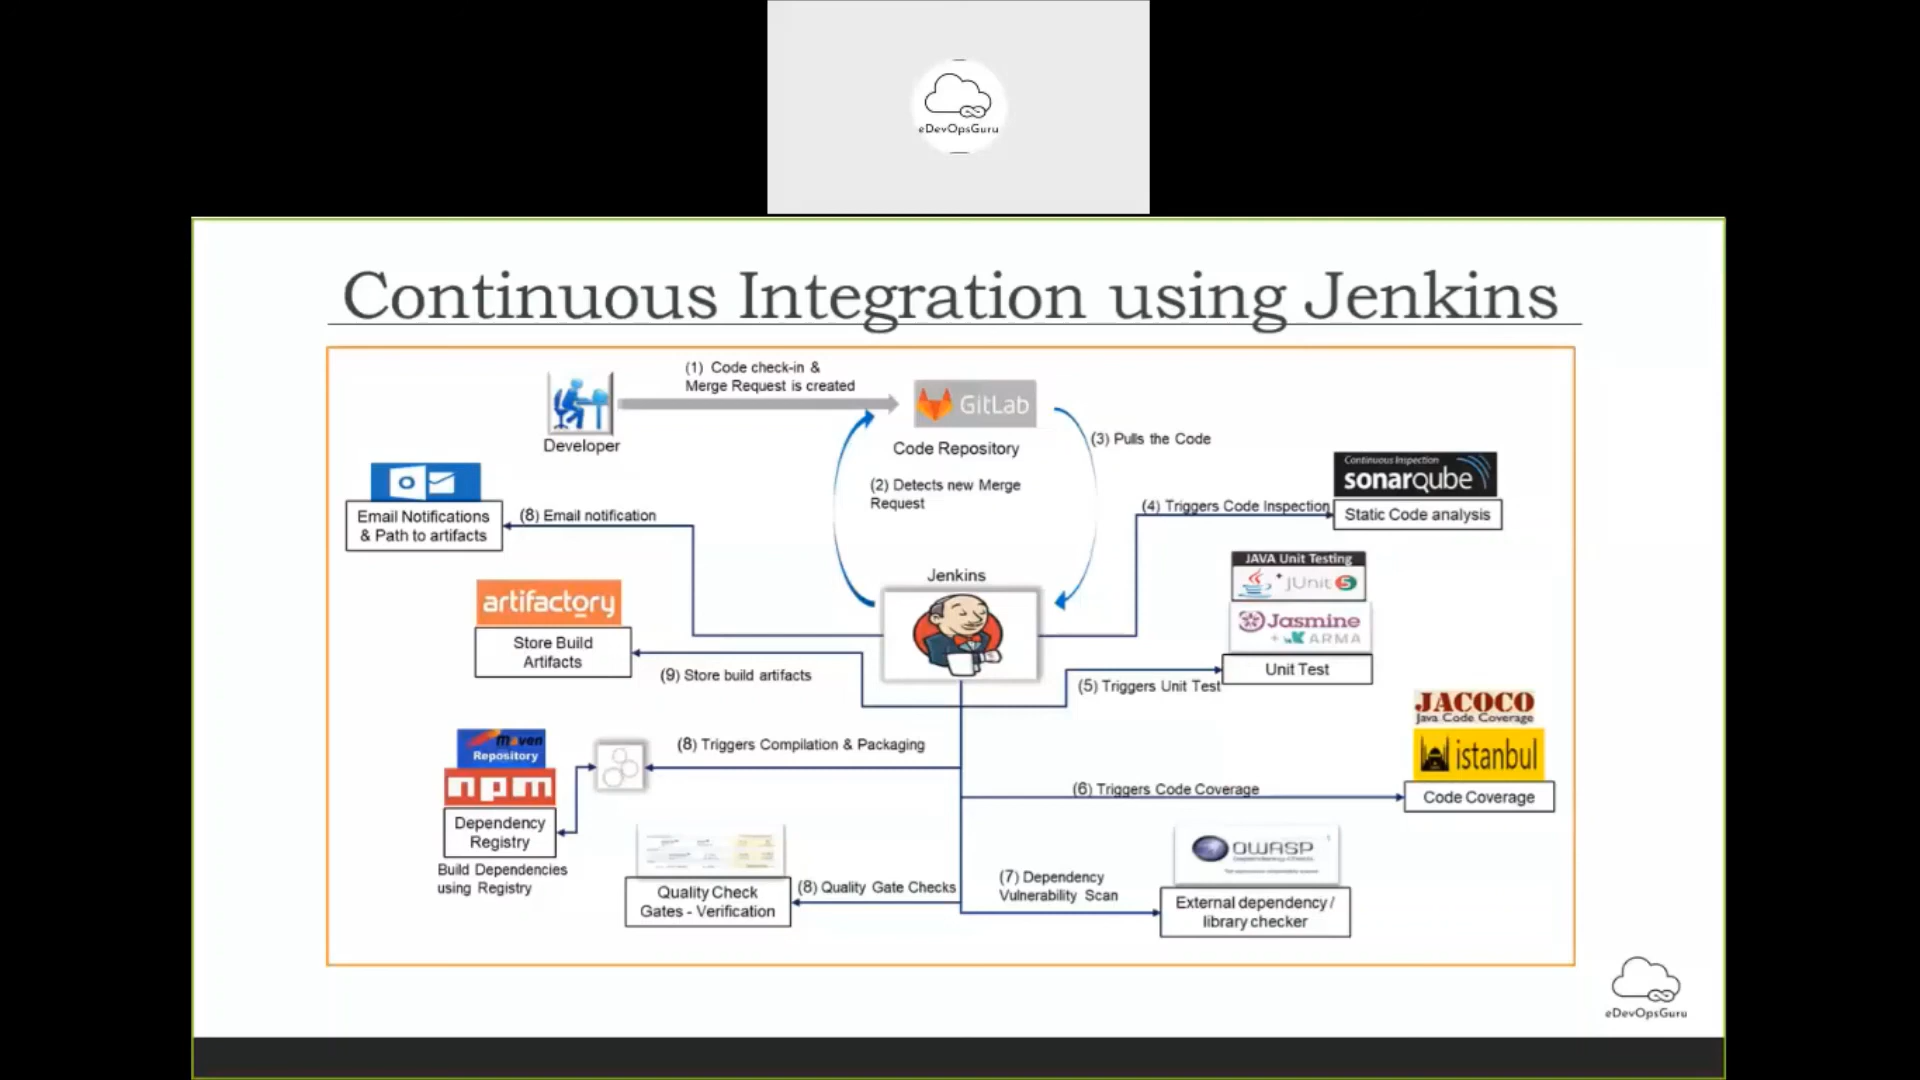 eDevOpsGuru
Continuous Integration using Jenkins
(1) Code check-in &
Merge Request is created
GitLab
Developer
Code Repository
(3) Pulls the Code
(2) Detects new Merge
Request
Continuous Inspection
sonarqube
(4) Triggers Code Inspection
Static Code analysis
Email Notifications
& Path to artifacts
(8) Email notification
Jenkins
JAVA Unit Testing
JUnit 5
Jasmine
+ KARMA
Unit Test
(5) Triggers Unit Test
artifactory
Store Build
Artifacts
(9) Store build artifacts
JACOCO
Java Code Coverage
istanbul
Code Coverage
(6) Triggers Code Coverage
maven
Repository
npm
(8) Triggers Compilation & Packaging
Dependency
Registry
Build Dependencies
using Registry
Quality Check
Gates - Verification
(8) Quality Gate Checks
(7) Dependency
Vulnerability Scan
OWASP
External dependency /
library checker
eDevOpsGuru